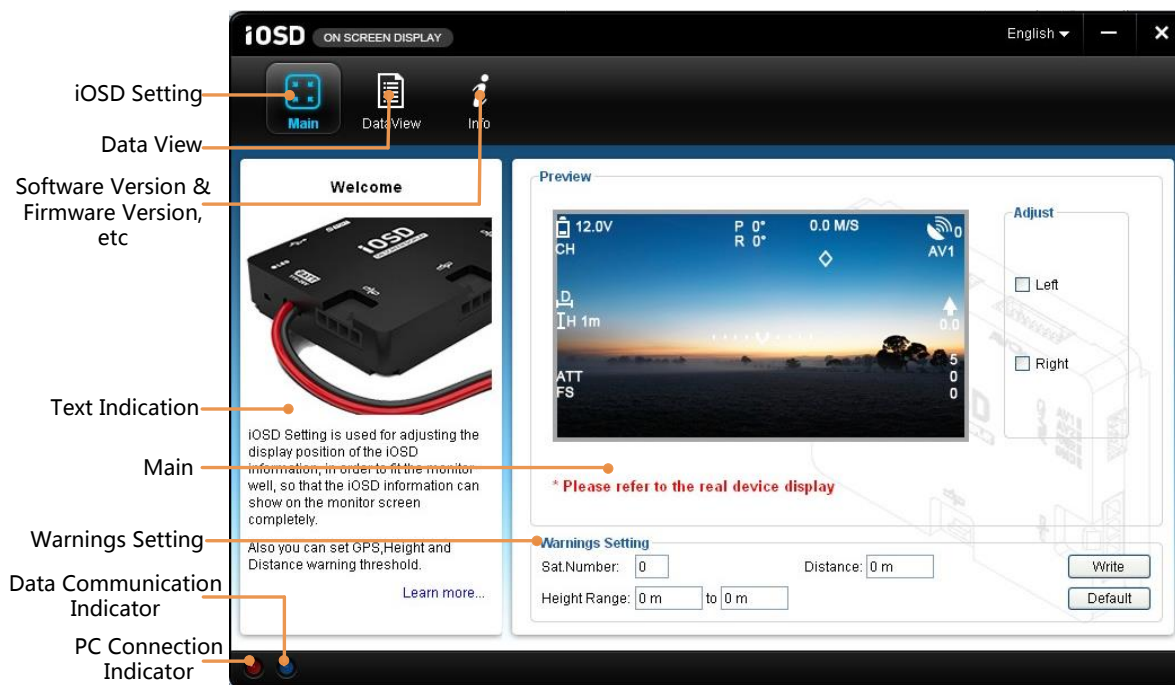 iOSD ON SCREEN DISPLAY English
Main DataView Info
iOSD Setting
Data View
Software Version &
Firmware Version,
etc
Text Indication
Main
Warnings Setting
Data Communication
Indicator
PC Connection
Indicator
Welcome
iOSD
BATT
iOSD Setting is used for adjusting the
display position of the iOSD
information, in order to fit the monitor
well, so that the iOSD information can
show on the monitor screen
completely.
Also you can set GPS,Height and
Distance warning threshold.
Learn more...
Preview
12.0V P 0° 0.0 M/S 0
CH R 0° AV1
D
H 1m 0.0
5
ATT 0
FS 0
* Please refer to the real device display
Adjust
Left
Right
Warnings Setting
Sat.Number: 0 Distance: 0 m Write
Height Range: 0 m to 0 m Default